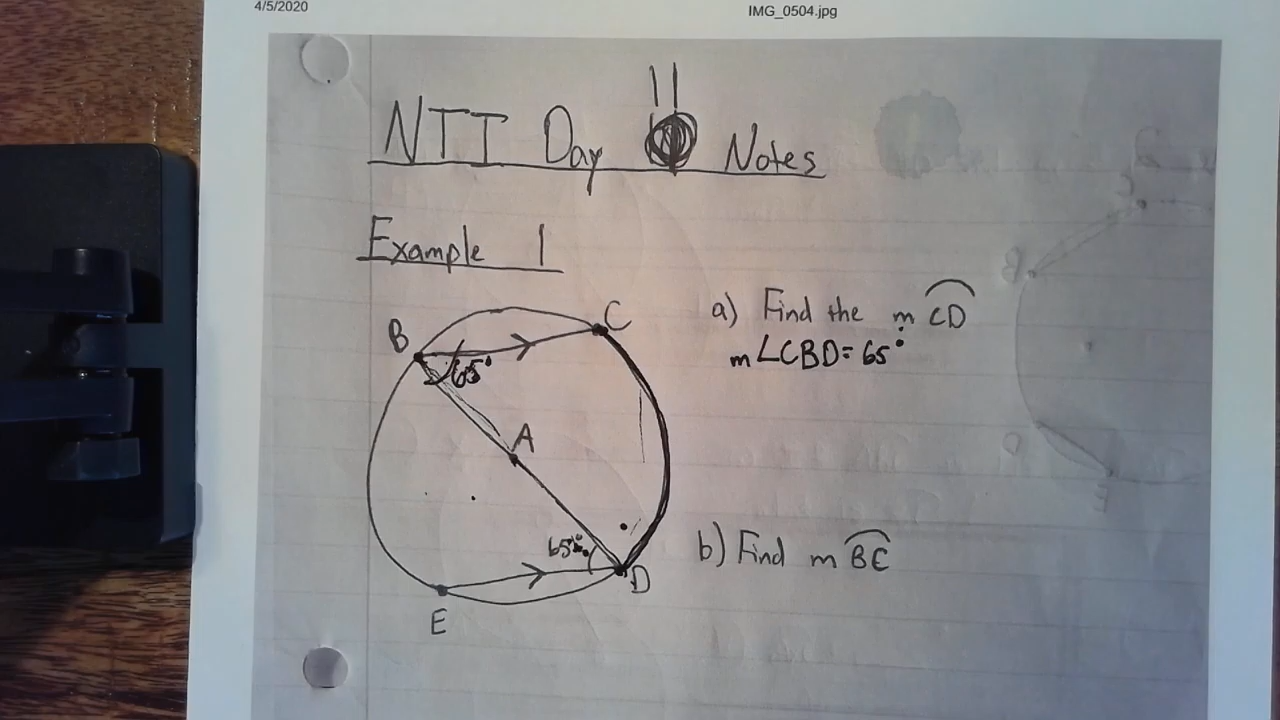 4/5/2020
IMG_0504.jpg
NTI Day 11 Notes
Example 1
a) Find the m CD
m∠CBD=65°
B
C
65°
A
65°
D
E
b) Find m BC